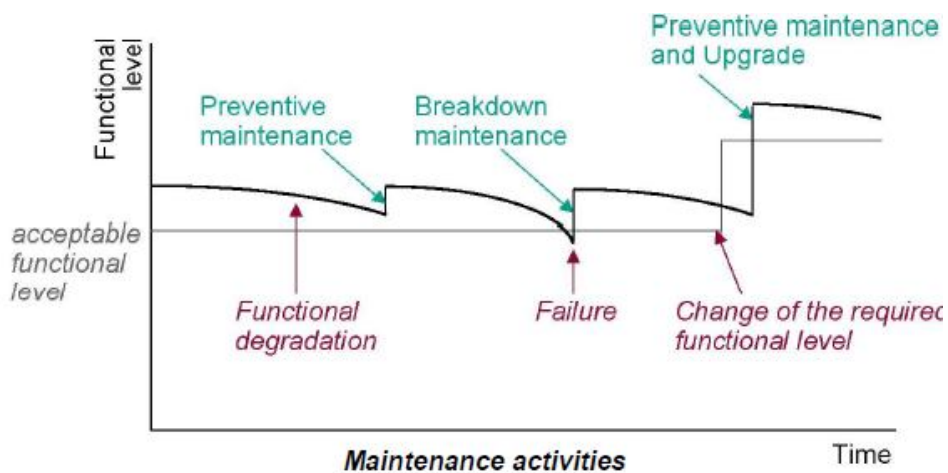 Functional
level
Preventive maintenance
and Upgrade
Preventive
maintenance
Breakdown
maintenance
acceptable
functional
level
Functional
degradation
Failure
Change of the required
functional level
Maintenance activities
Time